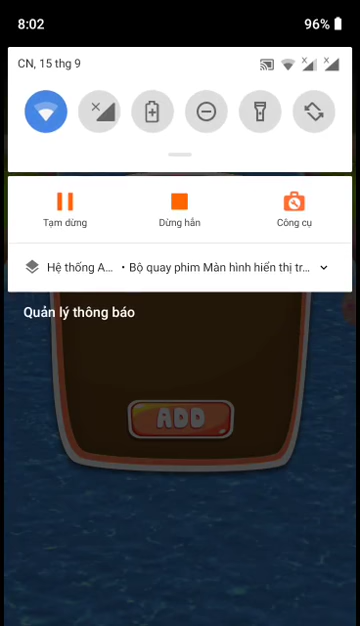 8:02
96%
CN, 15 thg 9
Tạm dừng
Dừng hẳn
Công cụ
Hệ thống A… • Bộ quay phim Màn hình hiển thị tr…
Quản lý thông báo
ADD